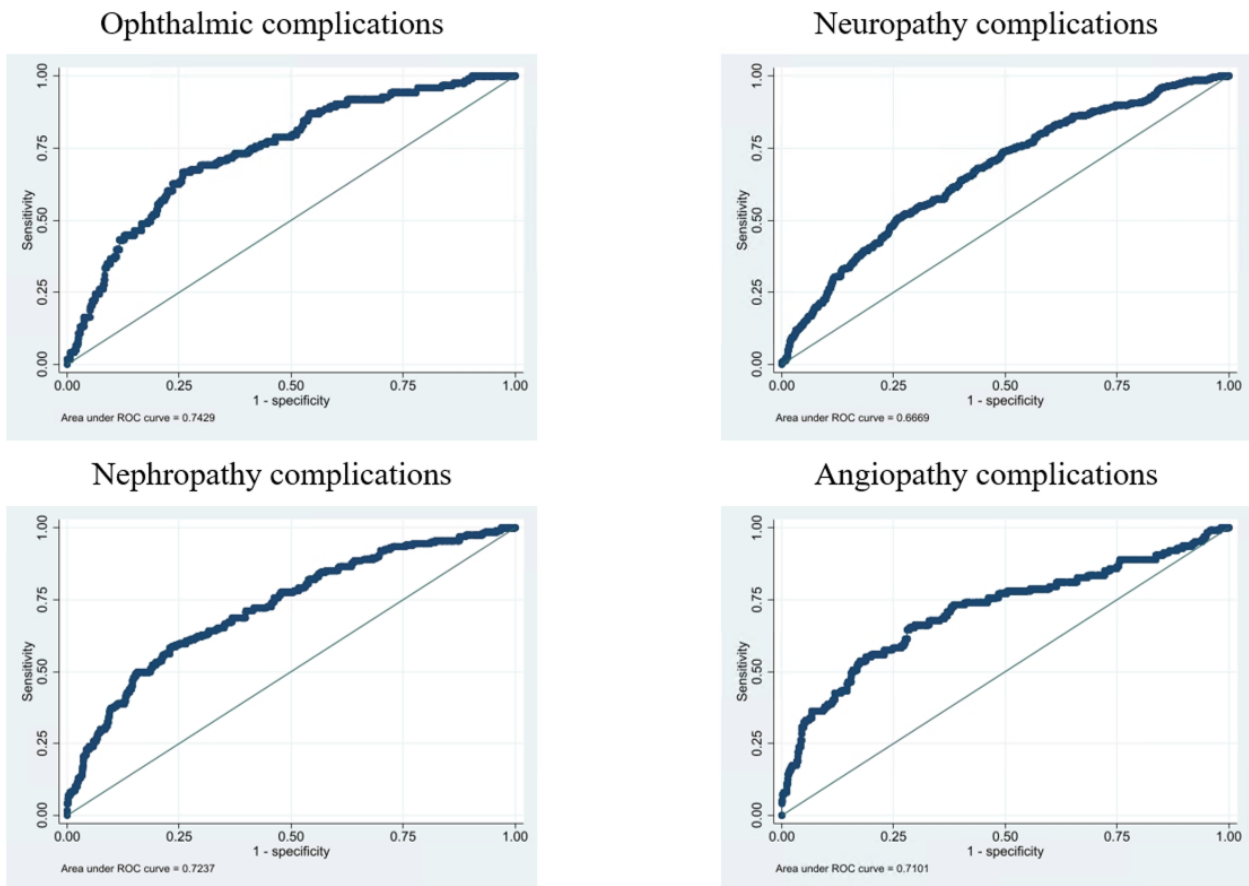 Ophthalmic complications
Sensitivity
1.00
0.75
0.50
0.25
0.00
0.00 0.25 0.50 0.75 1.00
1 - specificity
Area under ROC curve = 0.7429
Neuropathy complications
Sensitivity
1.00
0.75
0.50
0.25
0.00
0.00 0.25 0.50 0.75 1.00
1 - specificity
Area under ROC curve = 0.6669
Nephropathy complications
Sensitivity
1.00
0.75
0.50
0.25
0.00
0.00 0.25 0.50 0.75 1.00
1 - specificity
Area under ROC curve = 0.7237
Angiopathy complications
Sensitivity
1.00
0.75
0.50
0.25
0.00
0.00 0.25 0.50 0.75 1.00
1 - specificity
Area under ROC curve = 0.7101